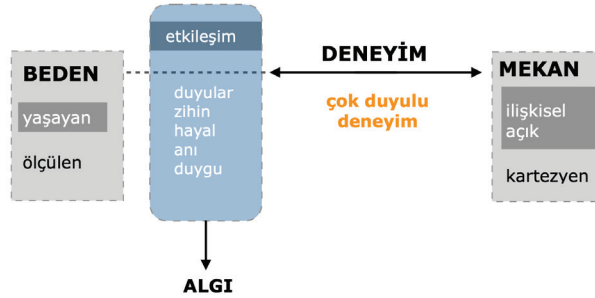 etkileşim
BEDEN
yaşayan
ölçülen
duyular
zihin
hayal
anı
duygu
DENEYİM
çok duyulu
deneyim
MEKAN
ilişkisel
açık
kartezyen
ALGI